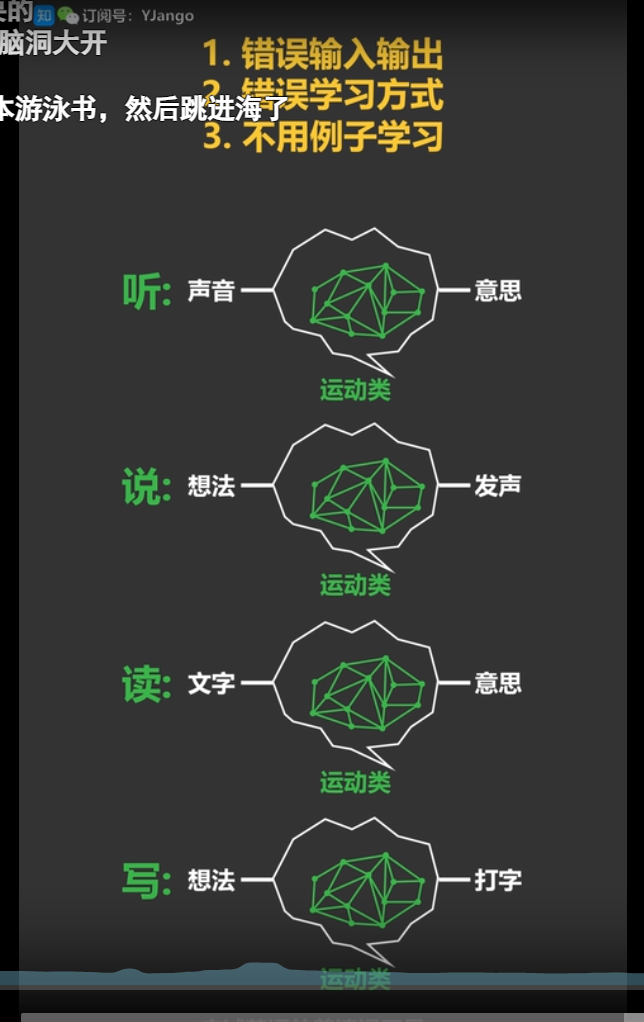 知 订阅号：YJango
脑洞大开
1. 错误输入输出
2. 错误学习方式
本游泳书，然后跳进海了
3. 不用例子学习
听: 声音 意思
运动类
说: 想法 发声
运动类
读: 文字 意思
运动类
写: 想法 打字
运动类